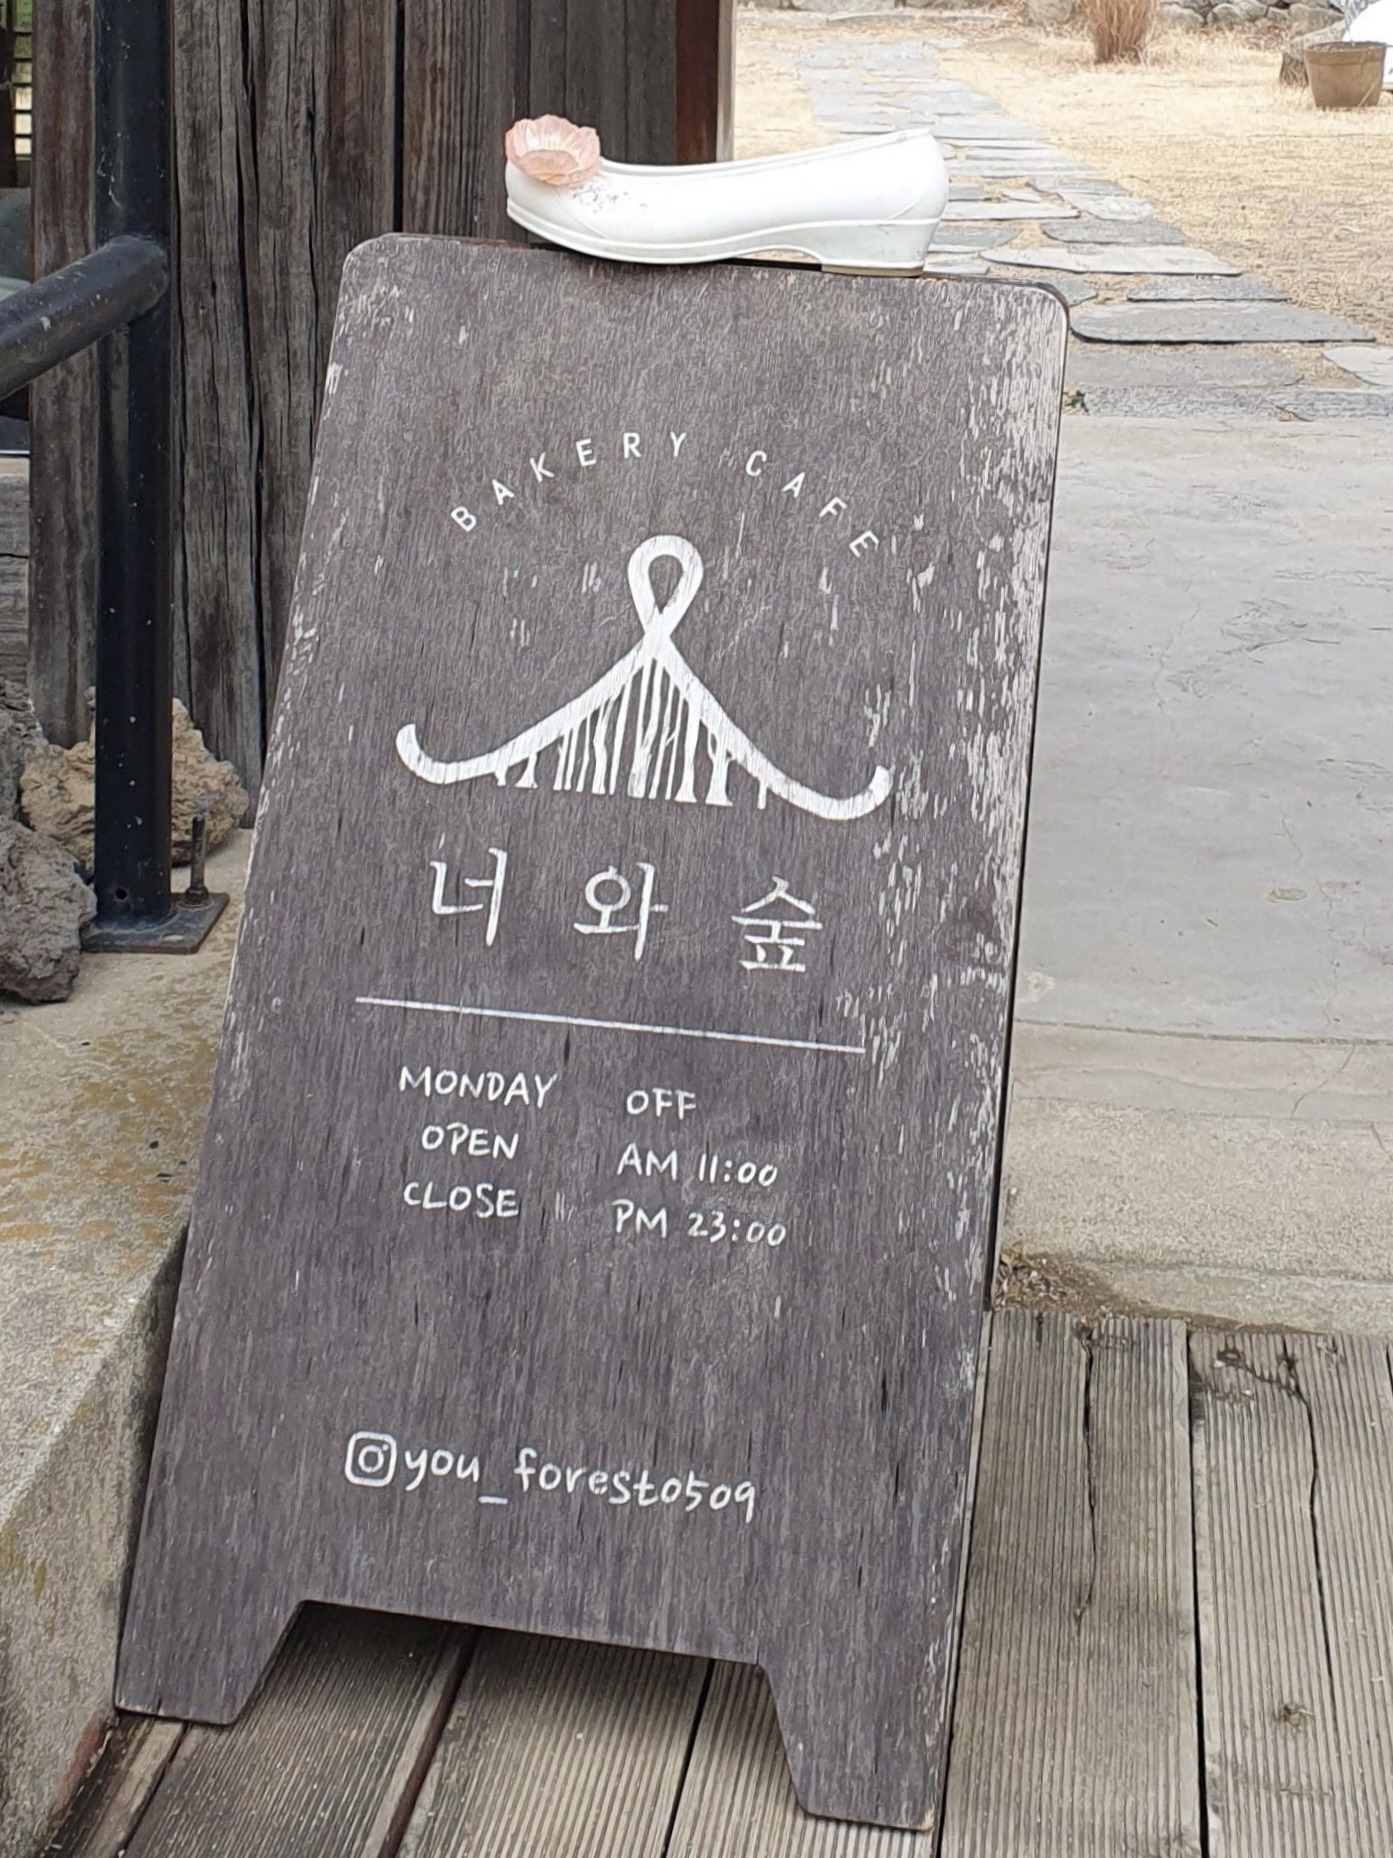 BAKERY CAFE
너와숲
MONDAY OFF
OPEN AM 11:00
CLOSE PM 23:00
you_forest0509